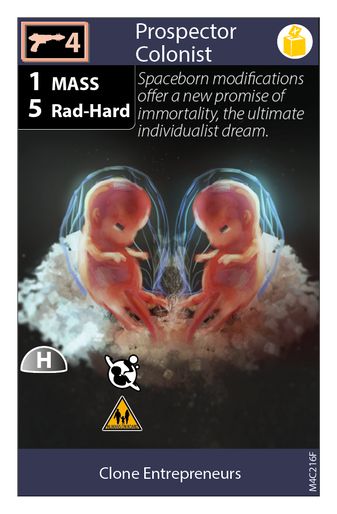 4
Prospector
Colonist
1 MASS
5 Rad-Hard
Spaceborn modifications
offer a new promise of
immortality, the ultimate
individualist dream.
H
Clone Entrepreneurs
M4C216F